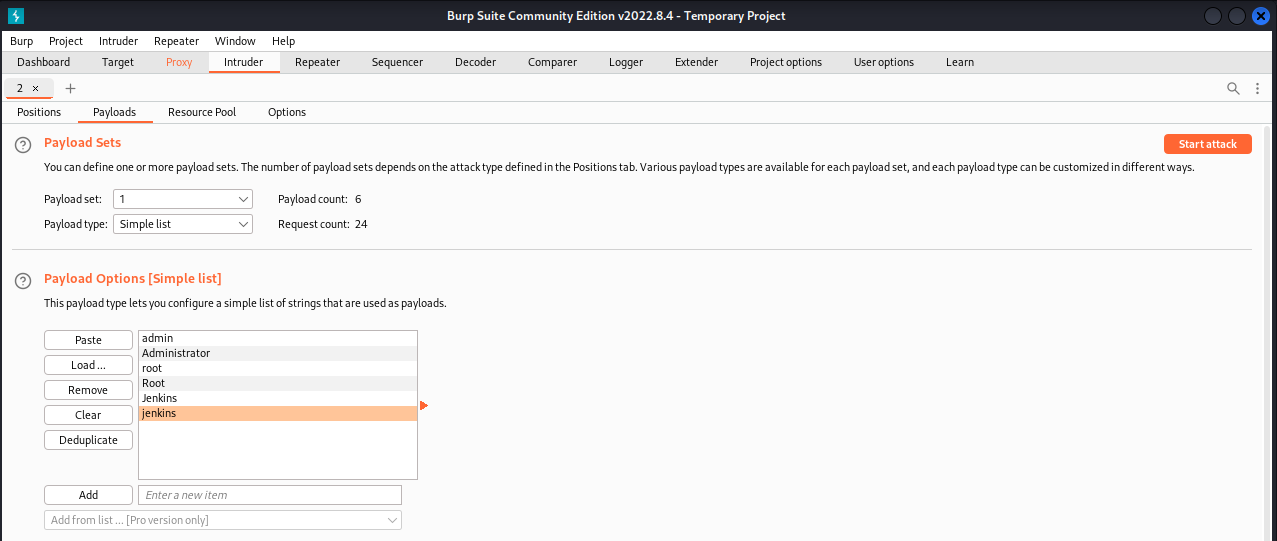 Burp Suite Community Edition v2022.8.4 - Temporary Project
Burp Project Intruder Repeater Window Help
Dashboard Target Proxy Intruder Repeater Sequencer Decoder Comparer Logger Extender Project options User options Learn
2 × +
Positions Payloads Resource Pool Options
? Payload Sets Start attack
You can define one or more payload sets. The number of payload sets depends on the attack type defined in the Positions tab. Various payload types are available for each payload set, and each payload type can be customized in different ways.
Payload set: 1 Payload count: 6
Payload type: Simple list Request count: 24
? Payload Options [Simple list]
This payload type lets you configure a simple list of strings that are used as payloads.
Paste admin
Administrator
Load ... root
Remove Root
Jenkins
Clear jenkins
Deduplicate
Add Enter a new item
Add from list ... [Pro version only]